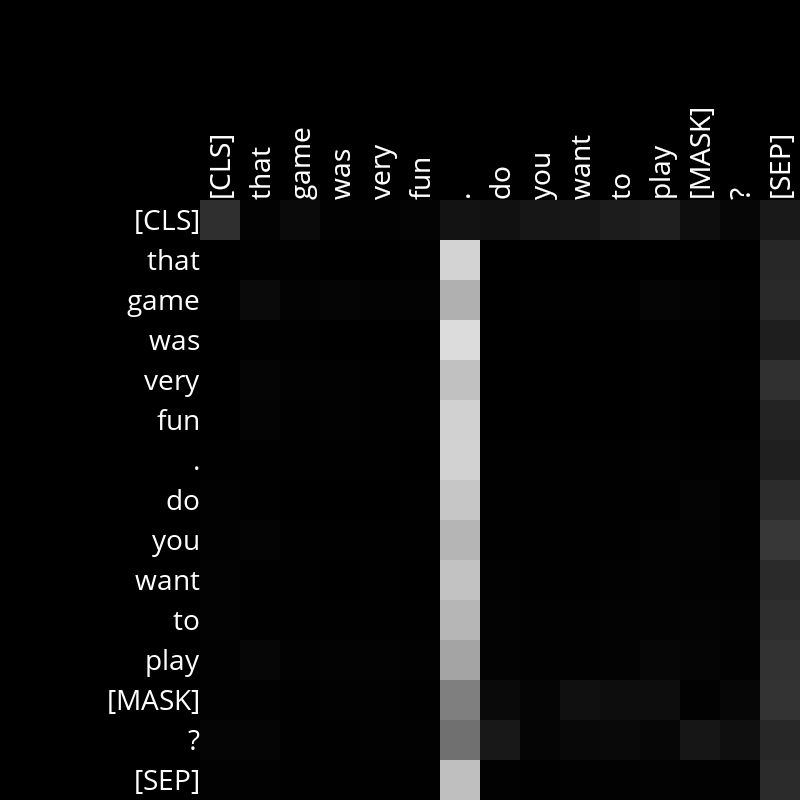 [CLS] that game was very fun . do you want to play [MASK] ? [SEP]
[CLS]
that
game
was
very
fun
.
do
you
want
to
play
[MASK]
?
[SEP]